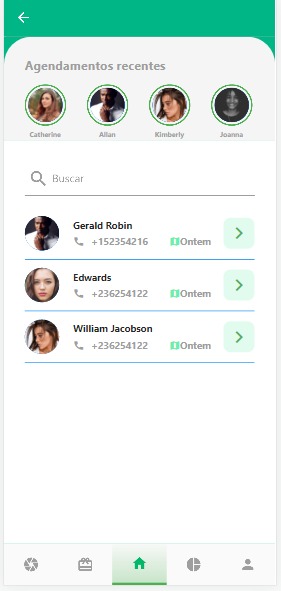 Agendamentos recentes
Catherine Allan Kimberly Joanna
Buscar
Gerald Robin
+152354216 Ontem
Edwards
+236254122 Ontem
William Jacobson
+236254122 Ontem